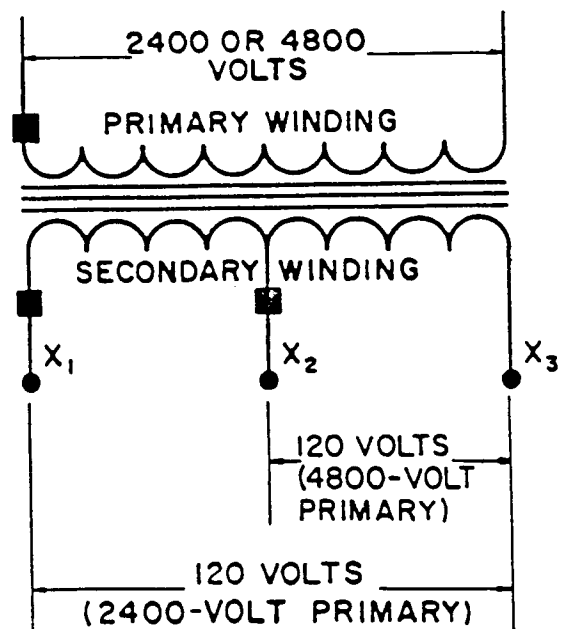 2400 OR 4800
VOLTS
PRIMARY WINDING
SECONDARY WINDING
X₁
X₂
X₃
120 VOLTS
(4800-VOLT
PRIMARY)
120 VOLTS
(2400-VOLT PRIMARY)